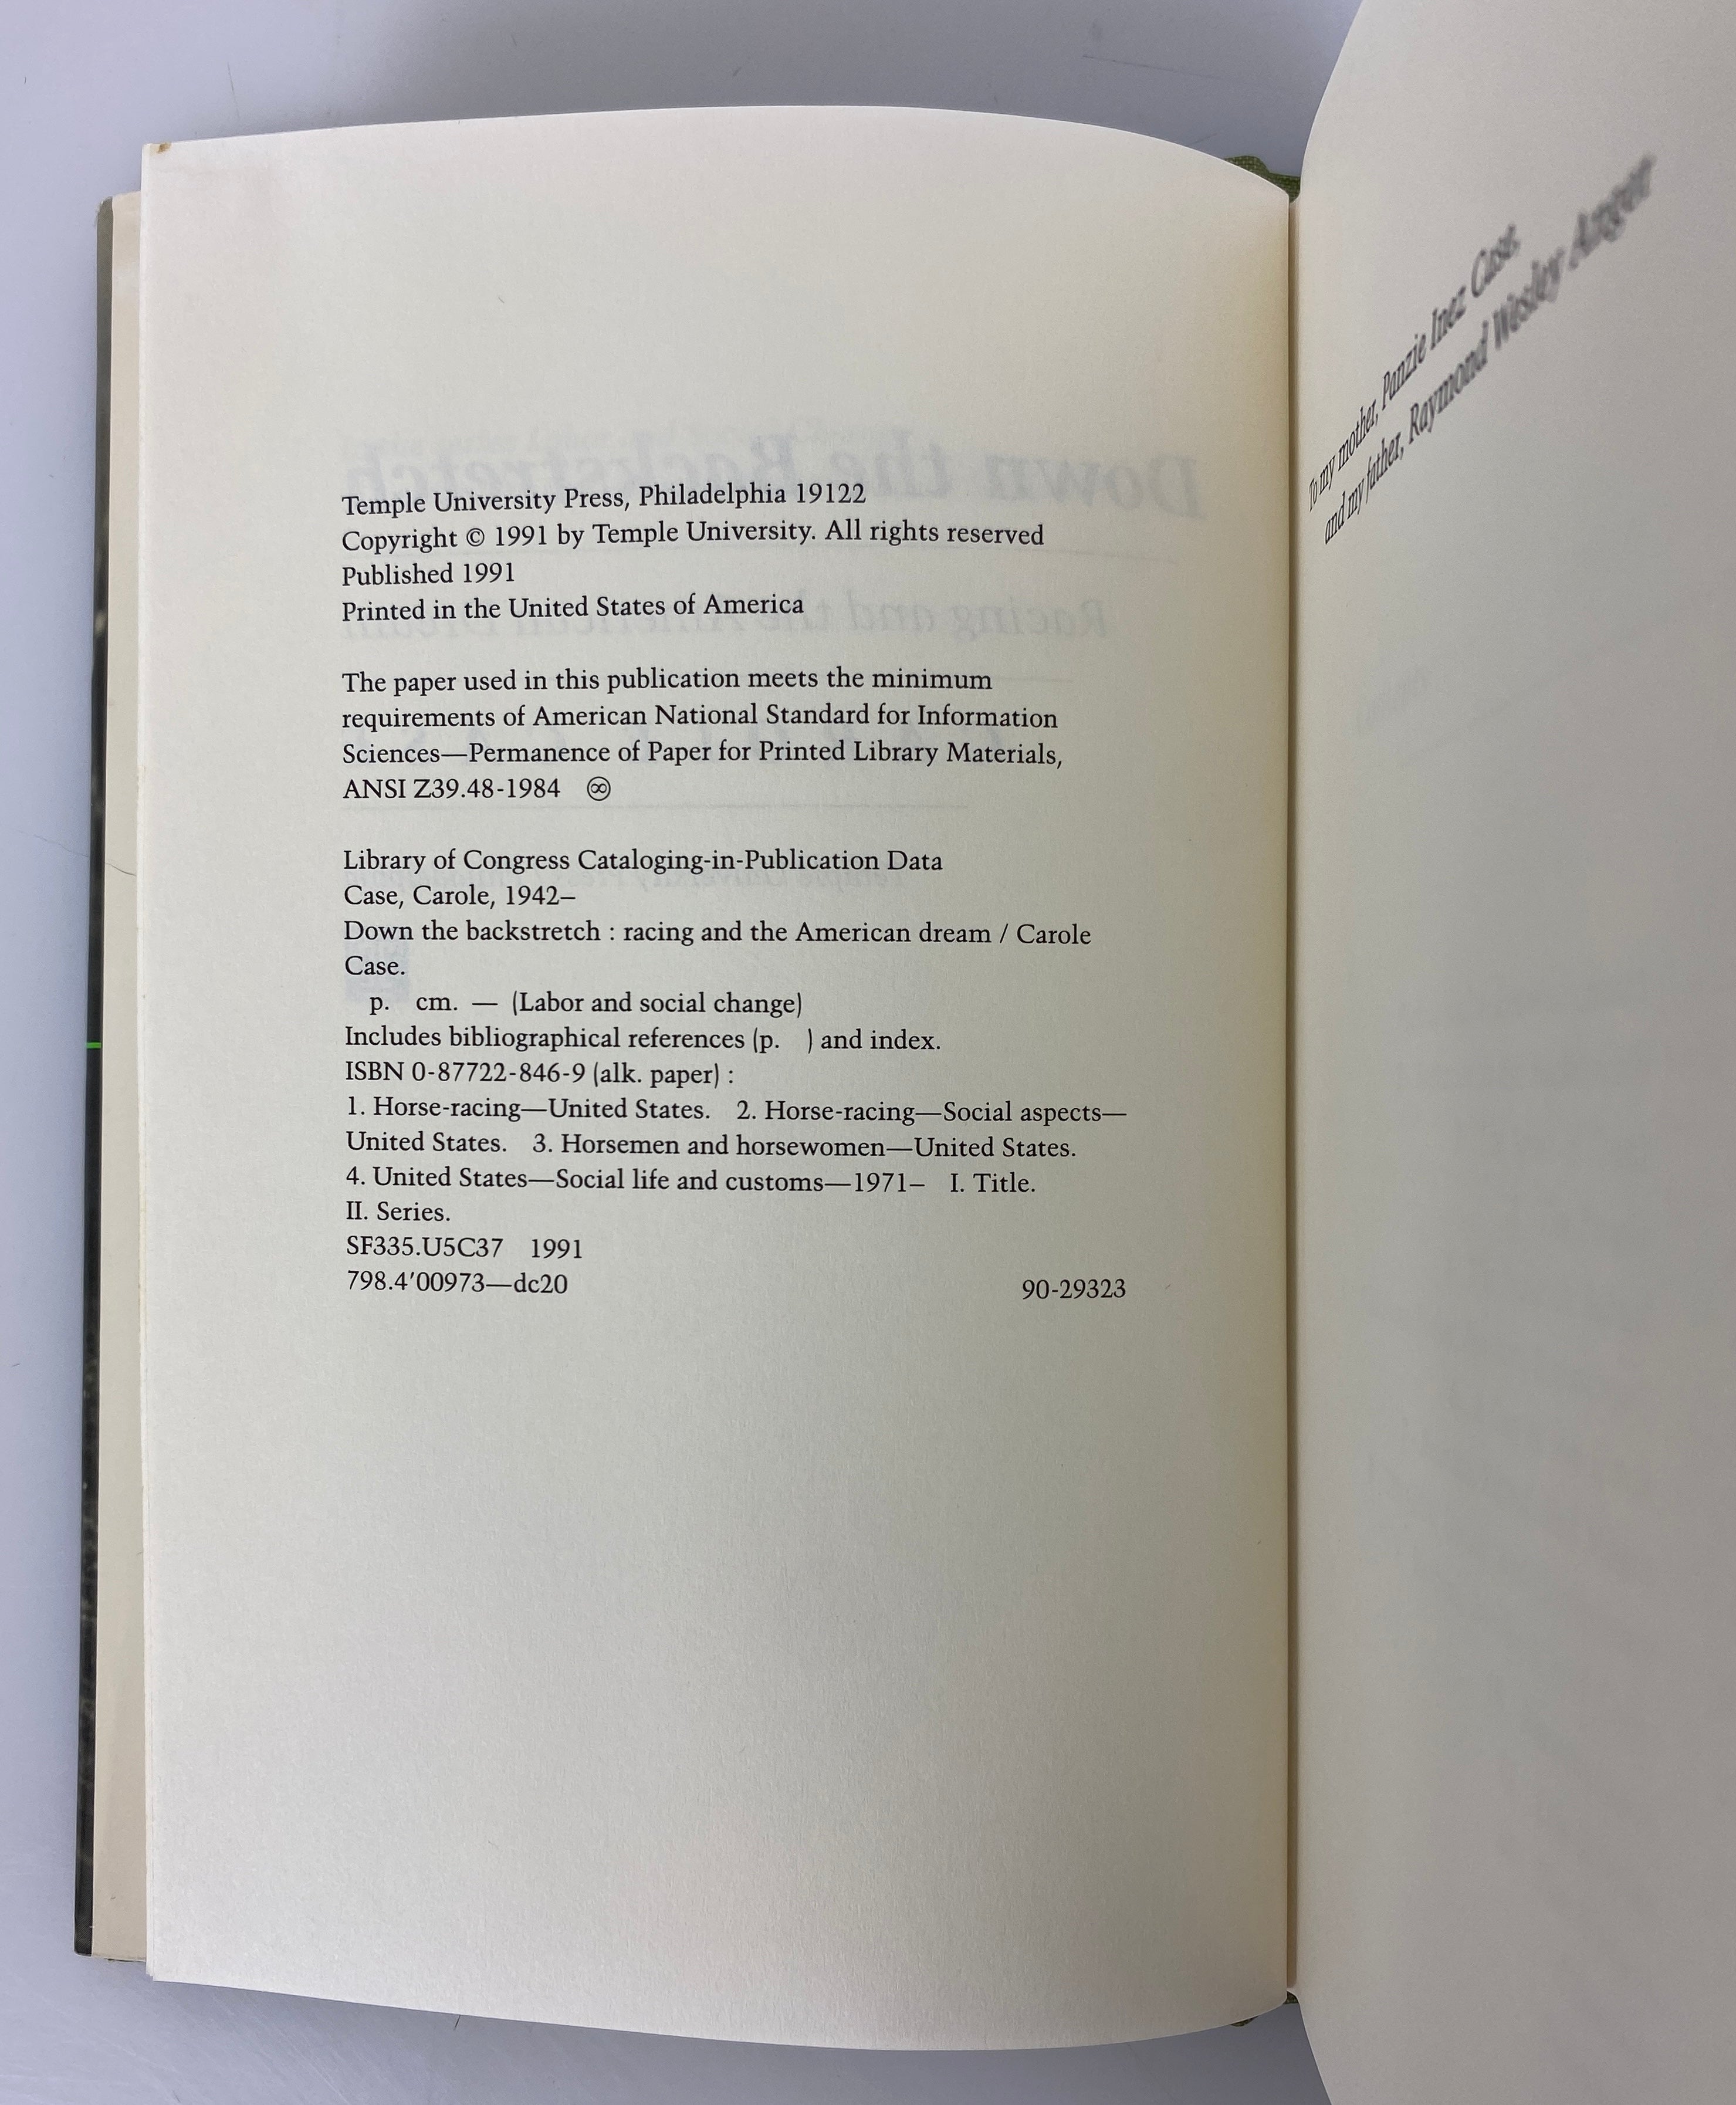 Temple University Press, Philadelphia 19122
Copyright © 1991 by Temple University. All rights reserved
Published 1991
Printed in the United States of America
The paper used in this publication meets the minimum
requirements of American National Standard for Information
Sciences—Permanence of Paper for Printed Library Materials,
ANSI Z39.48-1984 ♾
Library of Congress Cataloging-in-Publication Data
Case, Carole, 1942–
Down the backstretch : racing and the American dream / Carole
Case.
p. cm. — (Labor and social change)
Includes bibliographical references (p. ) and index.
ISBN 0-87722-846-9 (alk. paper) :
1. Horse-racing—United States. 2. Horse-racing—Social aspects—
United States. 3. Horsemen and horsewomen—United States.
4. United States—Social life and customs—1971– I. Title.
II. Series.
SF335.U5C37 1991
798.4'00973—dc20 90-29323
To my mother, Panzie Inez Case,
and my father, Raymond Wesley